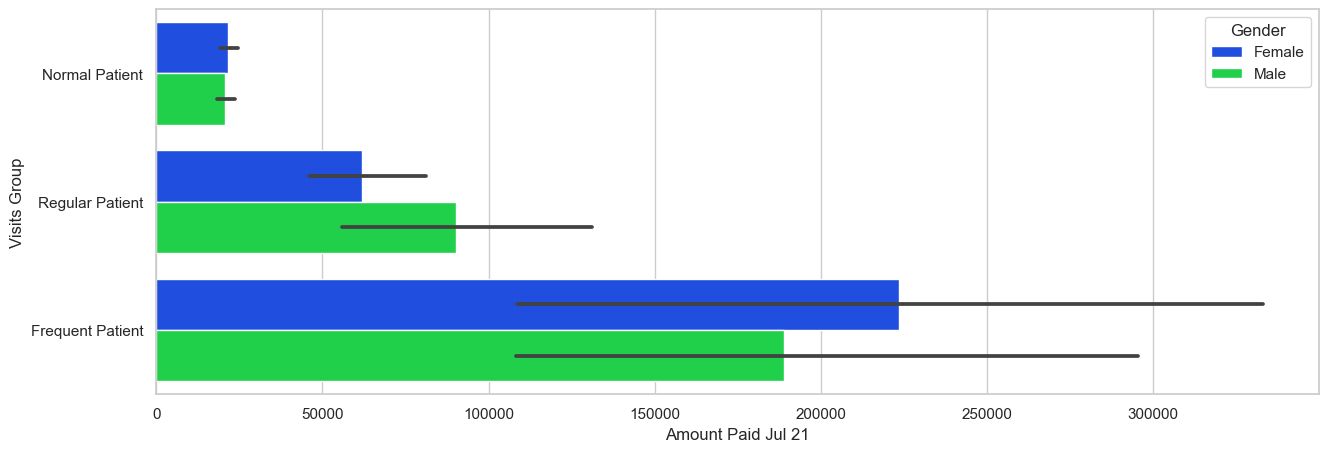 Gender
Female
Male
Normal Patient
Regular Patient
Frequent Patient
Visits Group
0
50000
100000
150000
200000
250000
300000
Amount Paid Jul 21